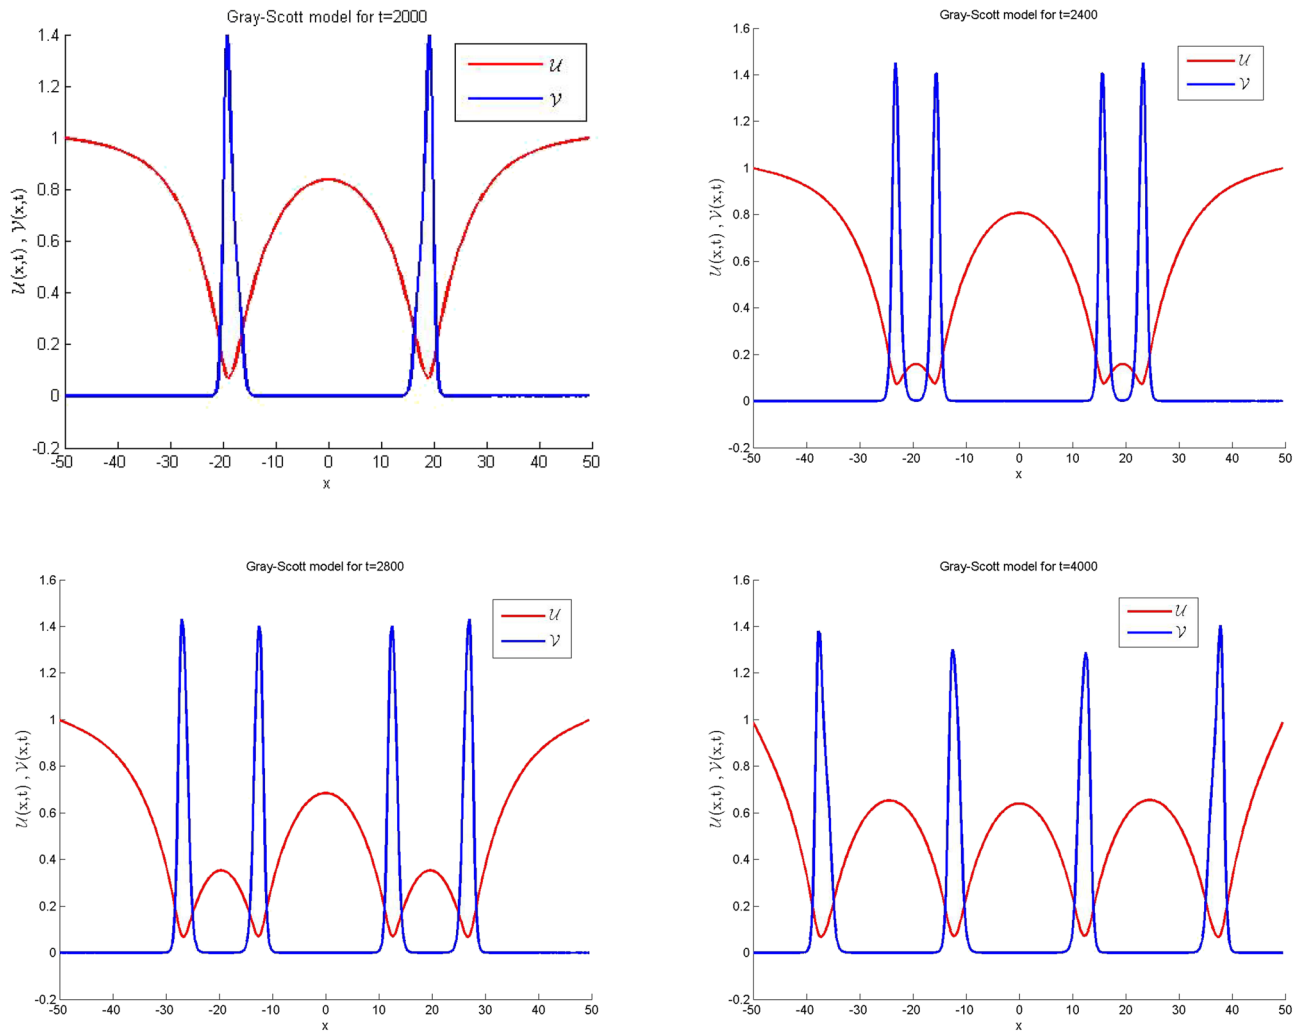 Gray-Scott model for t=2000
1.4
1.2
1
0.8
0.6
0.4
0.2
0
-0.2
𝒰(x,t) , 𝒱(x,t)
𝒰
𝒱
-50 -40 -30 -20 -10 0 10 20 30 40 50
x
Gray-Scott model for t=2400
1.6
1.4
1.2
1
0.8
0.6
0.4
0.2
0
-0.2
𝒰(x,t) , 𝒱(x,t)
𝒰
𝒱
-50 -40 -30 -20 -10 0 10 20 30 40 50
x
Gray-Scott model for t=2800
1.6
1.4
1.2
1
0.8
0.6
0.4
0.2
0
-0.2
𝒰(x,t) , 𝒱(x,t)
𝒰
𝒱
-50 -40 -30 -20 -10 0 10 20 30 40 50
x
Gray-Scott model for t=4000
1.6
1.4
1.2
1
0.8
0.6
0.4
0.2
0
-0.2
𝒰(x,t) , 𝒱(x,t)
𝒰
𝒱
-50 -40 -30 -20 -10 0 10 20 30 40 50
x